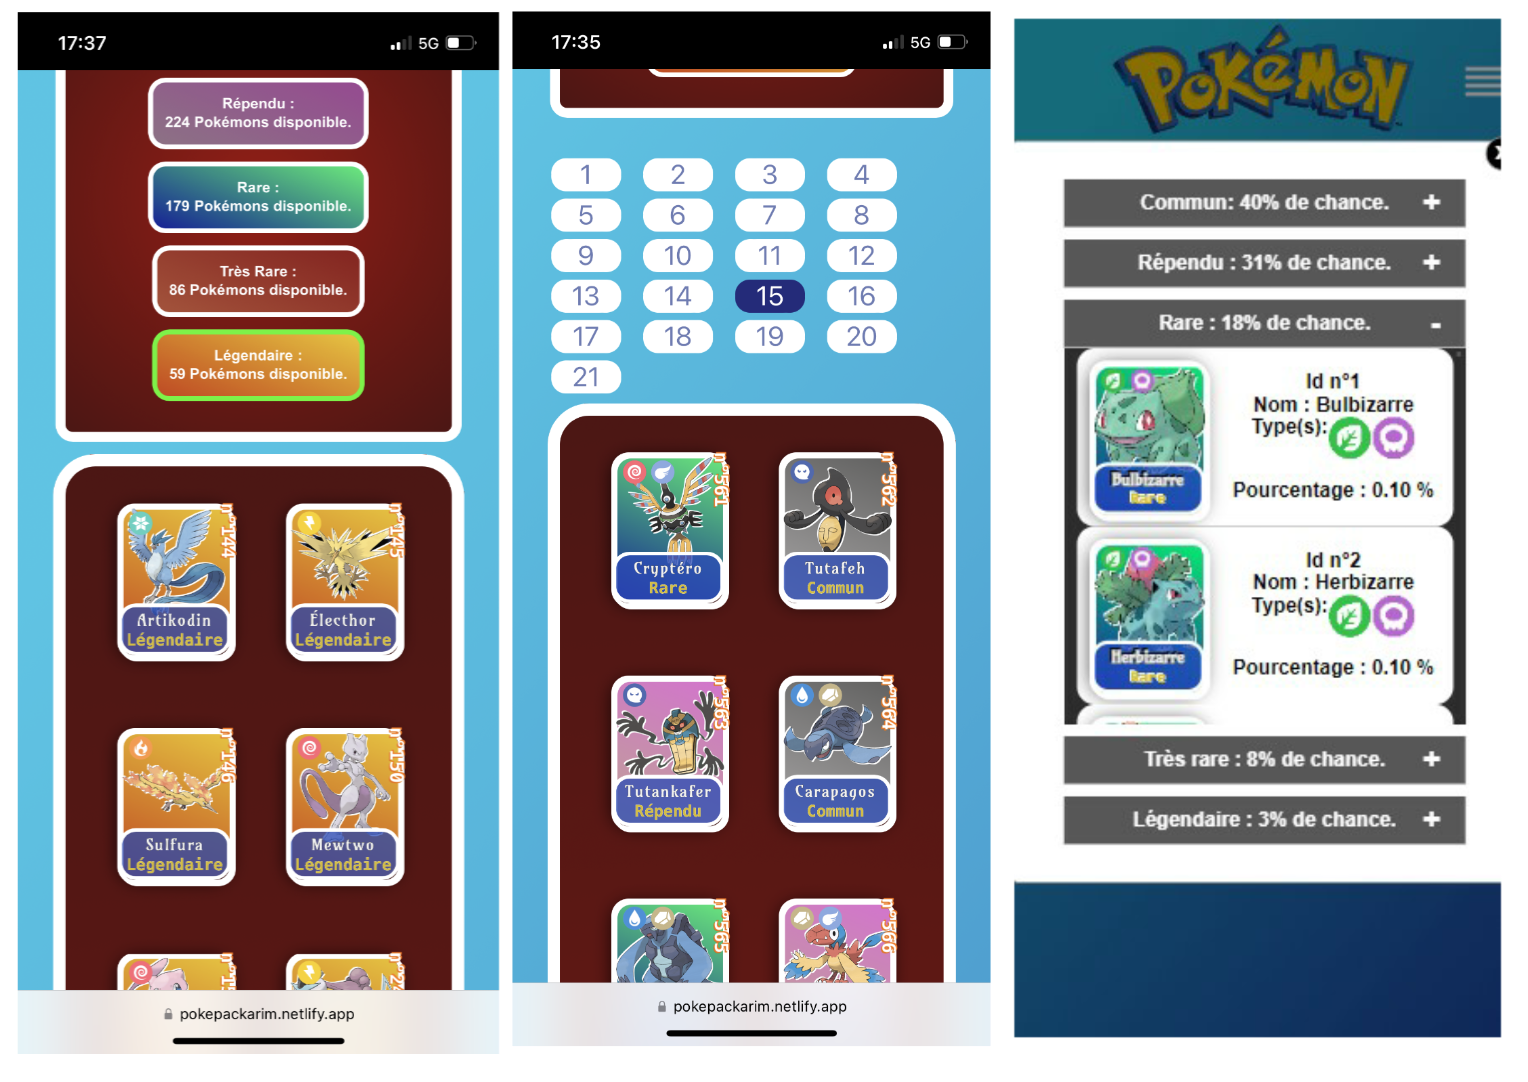 17:37
5G
Répendu :
224 Pokémons disponible.
Rare :
179 Pokémons disponible.
Très Rare :
86 Pokémons disponible.
Légendaire :
59 Pokémons disponible.
n°144
n°145
Artikodin
Légendaire
Électhor
Légendaire
n°146
n°150
Sulfura
Légendaire
Mewtwo
Légendaire
pokepackarim.netlify.app
17:35
5G
1 2 3 4
5 6 7 8
9 10 11 12
13 14 15 16
17 18 19 20
21
n°561
n°562
Cryptéro
Rare
Tutafeh
Commun
n°563
n°564
Tutankafer
Répendu
Carapagos
Commun
n°565
n°566
pokepackarim.netlify.app
POKéMON
Commun: 40% de chance. +
Répendu : 31% de chance. +
Rare : 18% de chance. -
Id n°1
Nom : Bulbizarre
Type(s):
Pourcentage : 0.10 %
Bulbizarre
Rare
Id n°2
Nom : Herbizarre
Type(s):
Pourcentage : 0.10 %
Herbizarre
Rare
Très rare : 8% de chance. +
Légendaire : 3% de chance. +